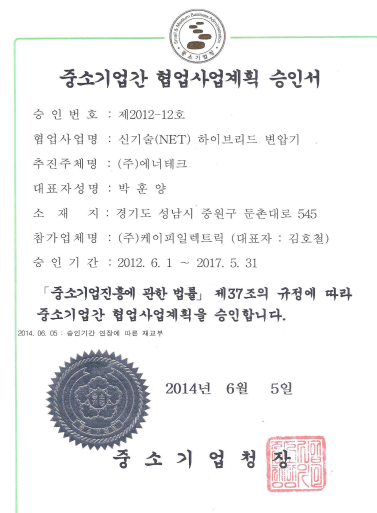 Small & Medium Business Administration
중소기업청
중소기업간 협업사업계획 승인서
승 인 번 호 : 제2012-12호
협업사업명 : 신기술(NET) 하이브리드 변압기
추진주체명 : (주)에너테크
대표자성명 : 박 훈 양
소 재 지 : 경기도 성남시 중원구 둔촌대로 545
참가업체명 : (주)케이피일렉트릭 (대표자 : 김호철)
승 인 기 간 : 2012. 6. 1 ~ 2017. 5. 31
「중소기업진흥에 관한 법률」 제37조의 규정에 따라
중소기업간 협업사업계획을 승인합니다.
2014. 06. 05 : 승인기간 연장에 따른 재교부
2014년 6월 5일
중 소 기 업 청 장